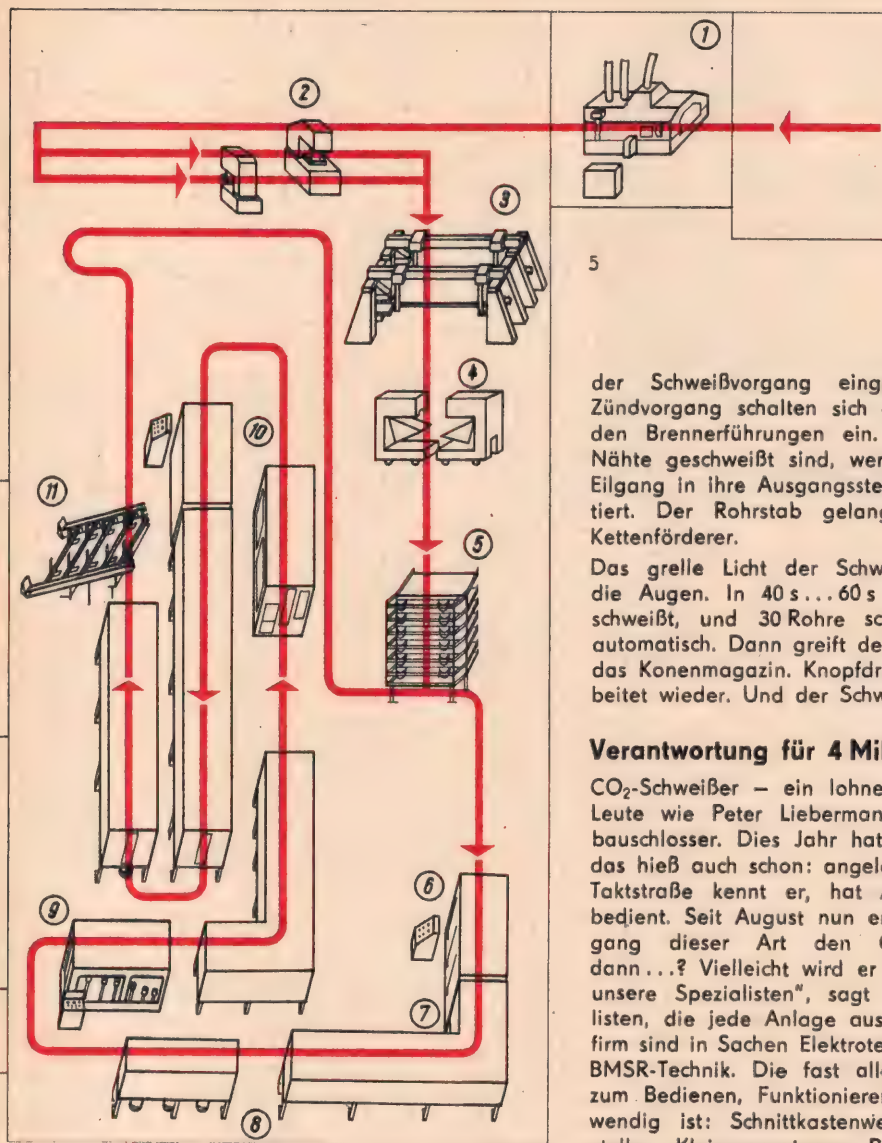 1
2
3
4
5
6
7
8
9
10
11
5
der Schweißvorgang eing
Zündvorgang schalten sich
den Brennerführungen ein.
Nähte geschweißt sind, wer
Eilgang in ihre Ausgangsste
tiert. Der Rohrstab gelang
Kettenförderer.
Das grelle Licht der Schw
die Augen. In 40 s...60 s
schweißt, und 30 Rohre sc
automatisch. Dann greift de
das Konenmagazin. Knopfdr
beitet wieder. Und der Schw
Verantwortung für 4 Mil
CO₂-Schweißer – ein lohne
Leute wie Peter Lieberman
bauschlosser. Dies Jahr hat
das hieß auch schon: angel
Taktstraße kennt er, hat
bedient. Seit August nun er
gang dieser Art den
dann...? Vielleicht wird er
unsere Spezialisten", sagt
listen, die jede Anlage aus
firm sind in Sachen Elektrote
BMSR-Technik. Die fast all
zum Bedienen, Funktioniere
wendig ist: Schnittkastenwe